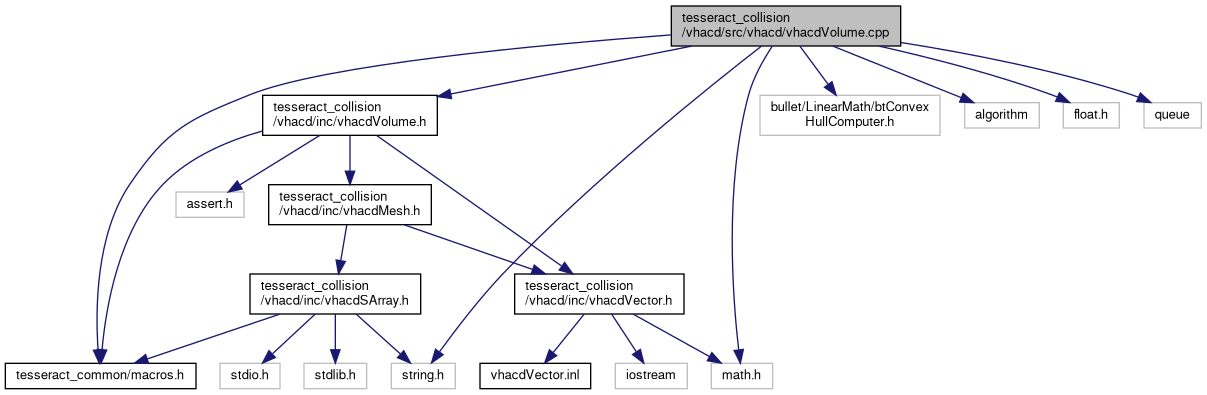 tesseract_collision
/vhacd/src/vhacd/vhacdVolume.cpp
tesseract_collision
/vhacd/inc/vhacdVolume.h
bullet/LinearMath/btConvex
HullComputer.h
algorithm
float.h
queue
assert.h
tesseract_collision
/vhacd/inc/vhacdMesh.h
tesseract_collision
/vhacd/inc/vhacdSArray.h
tesseract_collision
/vhacd/inc/vhacdVector.h
tesseract_common/macros.h
stdio.h
stdlib.h
string.h
vhacdVector.inl
iostream
math.h